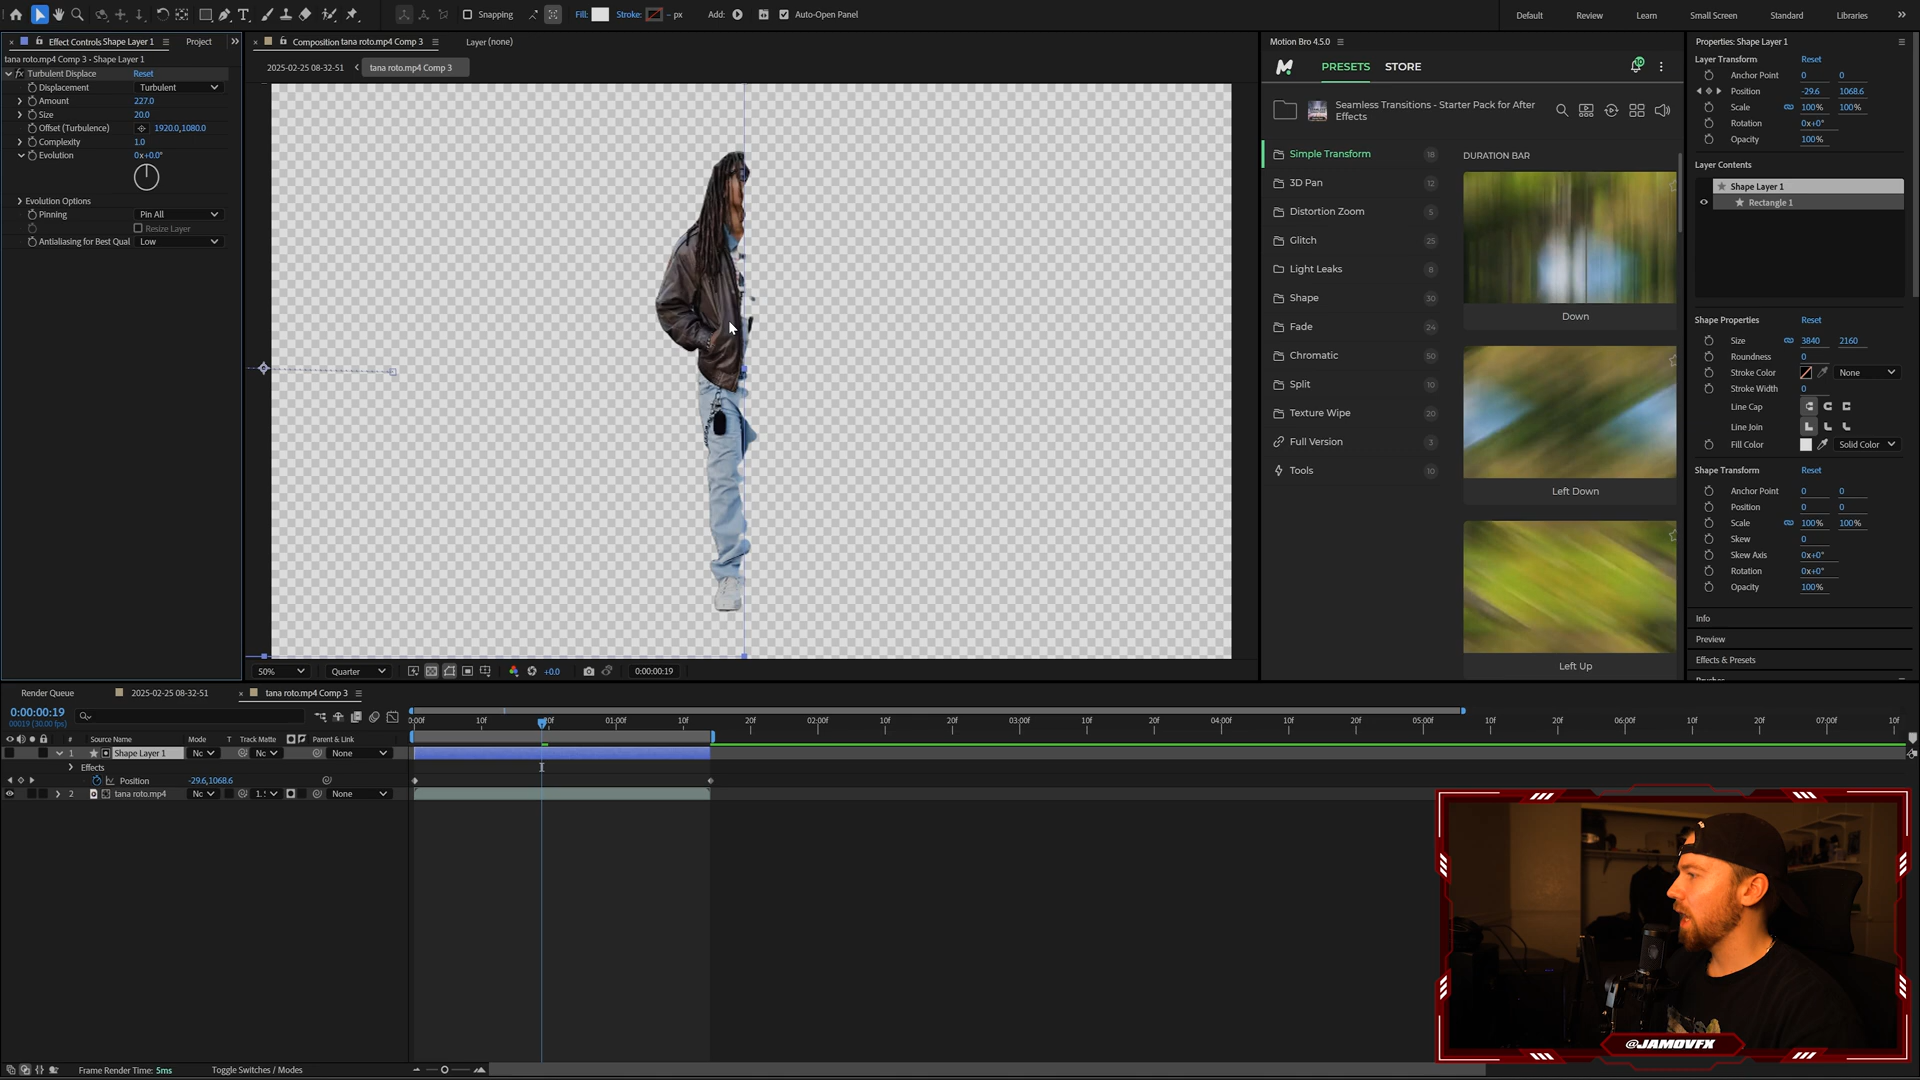 Snapping
Fill:
Stroke:
- px
Add:
Auto-Open Panel
Default
Review
Learn
Small Screen
Standard
Libraries
Effect Controls Shape Layer 1
Project
tana roto.mp4 Comp 3 - Shape Layer 1
fx Turbulent Displace Reset
Displacement Turbulent
Amount 227.0
Size 20.0
Offset (Turbulence) 1920.0,1080.0
Complexity 1.0
Evolution 0x+0.0°
Evolution Options
Pinning Pin All
Resize Layer
Antialiasing for Best Qual Low
Composition tana roto.mp4 Comp 3
Layer (none)
2025-02-25 08-32-51
tana roto.mp4 Comp 3
50%
Quarter
+0.0
0:00:00:19
Motion Bro 4.5.0
PRESETS
STORE
Seamless Transitions - Starter Pack for After
Effects
Simple Transform 18
3D Pan 12
Distortion Zoom 5
Glitch 25
Light Leaks 8
Shape 30
Fade 24
Chromatic 50
Split 10
Texture Wipe 20
Full Version 3
Tools 10
DURATION BAR
Down
Left Down
Left Up
Properties: Shape Layer 1
Layer Transform Reset
Anchor Point 0 0
Position -29.6 1068.6
Scale 100% 100%
Rotation 0x+0°
Opacity 100%
Layer Contents
Shape Layer 1
Rectangle 1
Shape Properties Reset
Size 3840 2160
Roundness 0
Stroke Color None
Stroke Width 0
Line Cap
Line Join
Fill Color Solid Color
Shape Transform Reset
Anchor Point 0 0
Position 0 0
Scale 100% 100%
Skew 0
Skew Axis 0x+0°
Rotation 0x+0°
Opacity 100%
Info
Preview
Effects & Presets
Render Queue
2025-02-25 08-32-51
tana roto.mp4 Comp 3
0:00:00:19
00019 (30.00 fps)
# Source Name Mode T Track Matte Parent & Link
10f 01:00f 10f 20f 02:00f 10f 20f 03:00f 10f 20f 04:00f 10f 20f 05:00f 10f 20f 06:00f 10f 20f 07:00f 10f
1 Shape Layer 1 Nc Nc None
Effects
Position -29.6,1068.6
2 tana roto.mp4 Nc 1. None
@JAMOVFX
Frame Render Time: 5ms
Toggle Switches / Modes